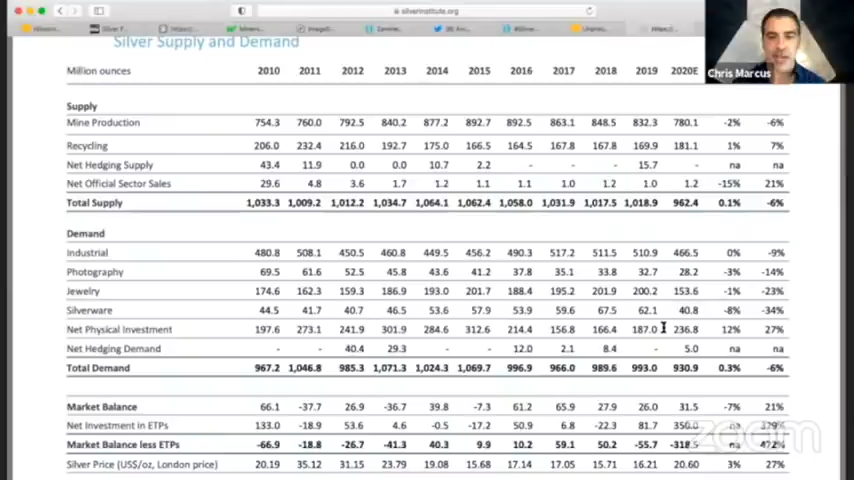 silverinstitute.org
Chris Marcus
Silver Supply and Demand
Million ounces 2010 2011 2012 2013 2014 2015 2016 2017 2018 2019 2020E
Supply
Mine Production 754.3 760.0 792.5 840.2 877.2 892.7 892.5 863.1 848.5 832.3 780.1 -2% -6%
Recycling 206.0 232.4 216.0 192.7 175.0 166.5 164.5 167.8 167.8 169.9 181.1 1% 7%
Net Hedging Supply 43.4 11.9 0.0 0.0 10.7 2.2 - - - 15.7 - na na
Net Official Sector Sales 29.6 4.8 3.6 1.7 1.2 1.1 1.1 1.0 1.2 1.0 1.2 -15% 21%
Total Supply 1,033.3 1,009.2 1,012.2 1,034.7 1,064.1 1,062.4 1,058.0 1,031.9 1,017.5 1,018.9 962.4 0.1% -6%
Demand
Industrial 480.8 508.1 450.5 460.8 449.5 456.2 490.3 517.2 511.5 510.9 466.5 0% -9%
Photography 69.5 61.6 52.5 45.8 43.6 41.2 37.8 35.1 33.8 32.7 28.2 -3% -14%
Jewelry 174.6 162.3 159.3 186.9 193.0 201.7 188.4 195.2 201.9 200.2 153.6 -1% -23%
Silverware 44.5 41.7 40.7 46.5 53.6 57.9 53.9 59.6 67.5 62.1 40.8 -8% -34%
Net Physical Investment 197.6 273.1 241.9 301.9 284.6 312.6 214.4 156.8 166.4 187.0 236.8 12% 27%
Net Hedging Demand - - 40.4 29.3 - - 12.0 2.1 8.4 - 5.0 na na
Total Demand 967.2 1,046.8 985.3 1,071.3 1,024.3 1,069.7 996.9 966.0 989.6 993.0 930.9 0.3% -6%
Market Balance 66.1 -37.7 26.9 -36.7 39.8 -7.3 61.2 65.9 27.9 26.0 31.5 -7% 21%
Net Investment in ETPs 133.0 -18.9 53.6 4.6 -0.5 -17.2 50.9 6.8 -22.3 81.7 350.0 na
Market Balance less ETPs -66.9 -18.8 -26.7 -41.3 40.3 9.9 10.2 59.1 50.2 -55.7 -318.5 na 472%
Silver Price (US$/oz, London price) 20.19 35.12 31.15 23.79 19.08 15.68 17.14 17.05 15.71 16.21 20.60 3% 27%
zoom